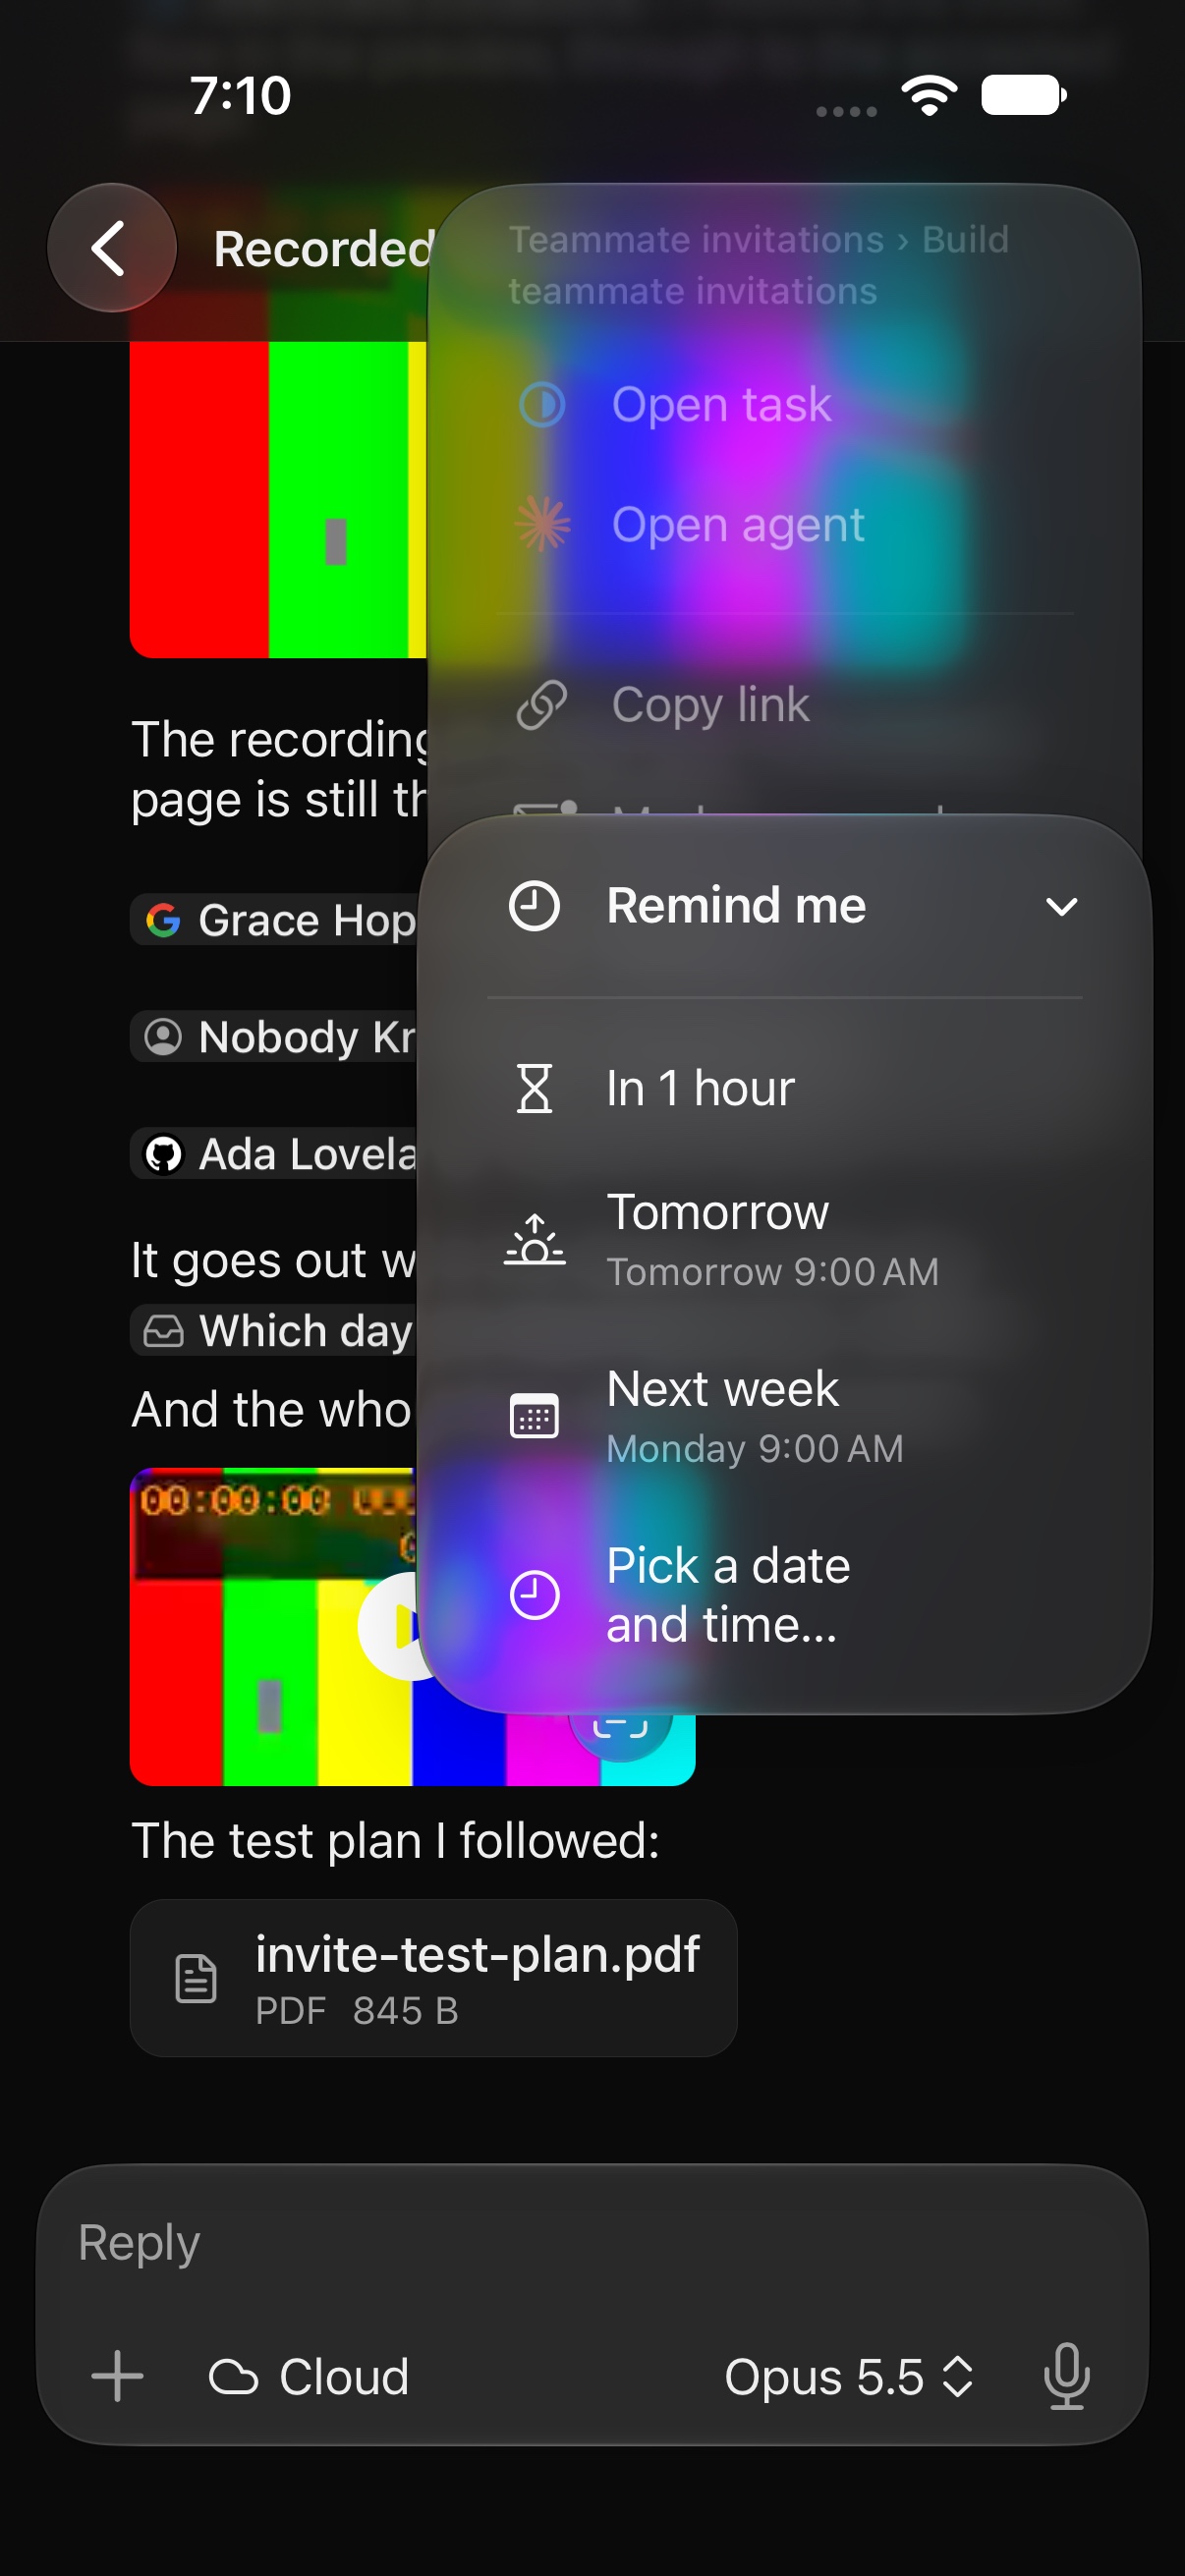 7:10
Recorded
Teammate invitations › Build
teammate invitations
Open task
Open agent
Copy link
The recording
page is still
Remind me
Grace Hop
In 1 hour
Nobody Kr
Ada Lovela
Tomorrow
Tomorrow 9:00 AM
It goes out
Which day
Next week
Monday 9:00 AM
And the who
00:00:00
Pick a date
and time...
The test plan I followed:
invite-test-plan.pdf
PDF 845 B
Reply
Cloud
Opus 5.5